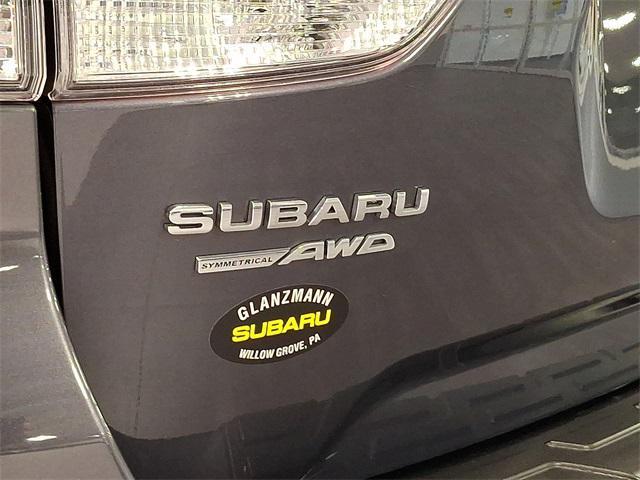 SUBARU
SYMMETRICAL AWD
GLANZMANN
SUBARU
WILLOW GROVE, PA